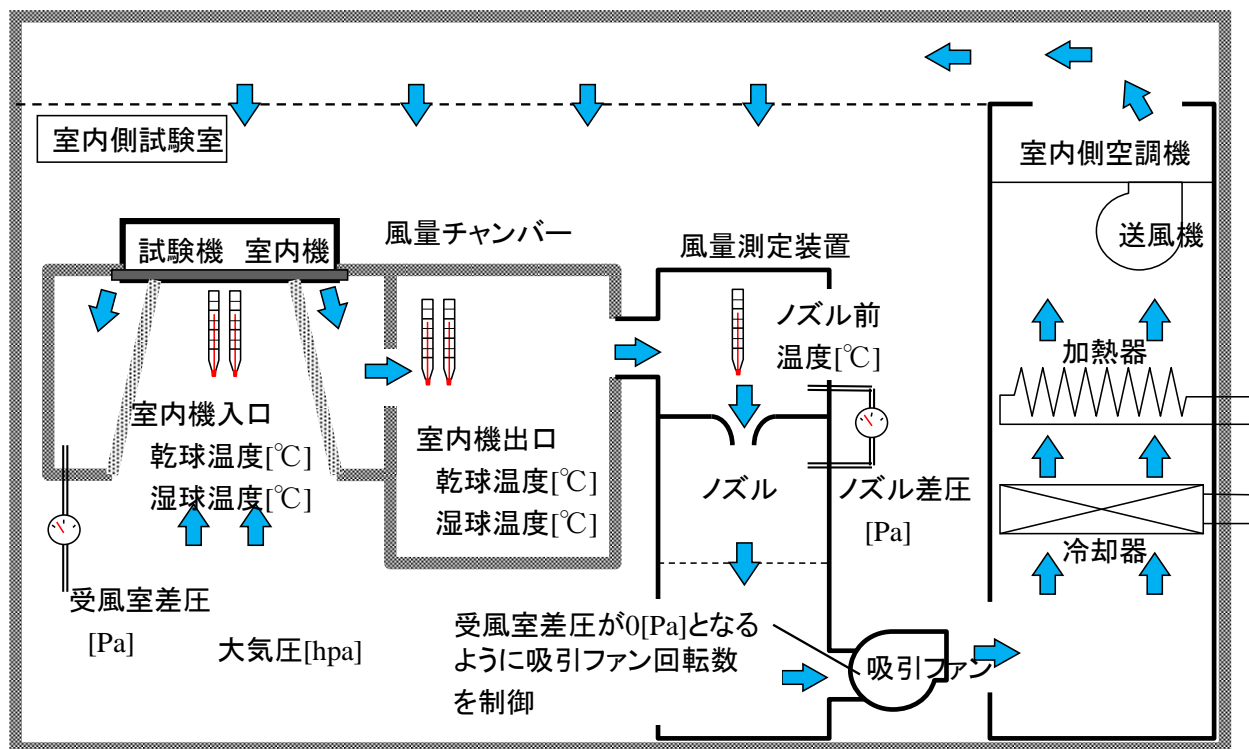 室内側試験室
室内側空調機
送風機
試験機 室内機
風量チャンバー
風量測定装置
ノズル前
温度[℃]
加熱器
室内機入口
乾球温度[℃]
湿球温度[℃]
室内機出口
乾球温度[℃]
湿球温度[℃]
ノズル
ノズル差圧
[Pa]
冷却器
受風室差圧
[Pa]
大気圧[hpa]
受風室差圧が0[Pa]となる
ように吸引ファン回転数
を制御
吸引ファン